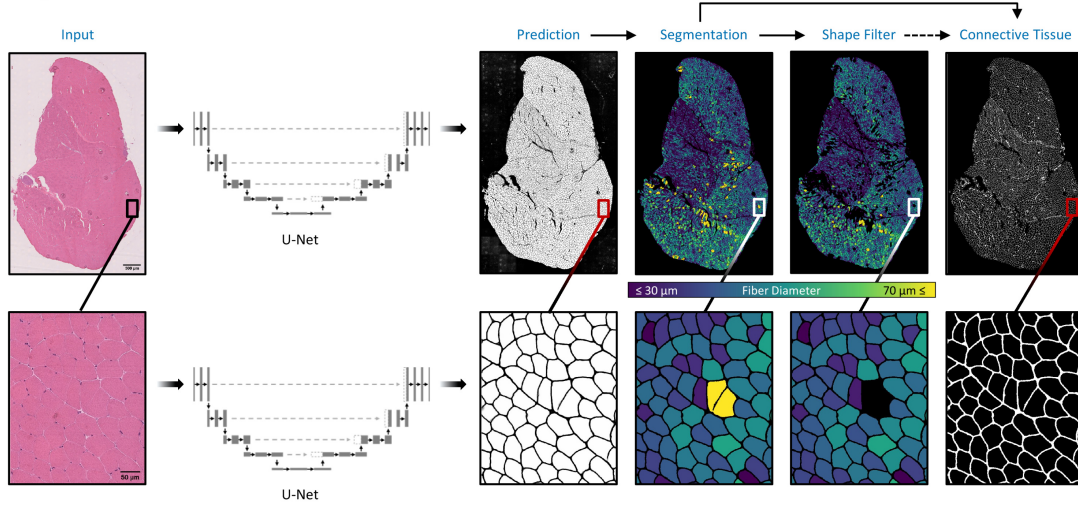 Input
Prediction
Segmentation
Shape Filter
Connective Tissue
U-Net
≤ 30 μm
Fiber Diameter
70 μm ≤
50 μm
U-Net